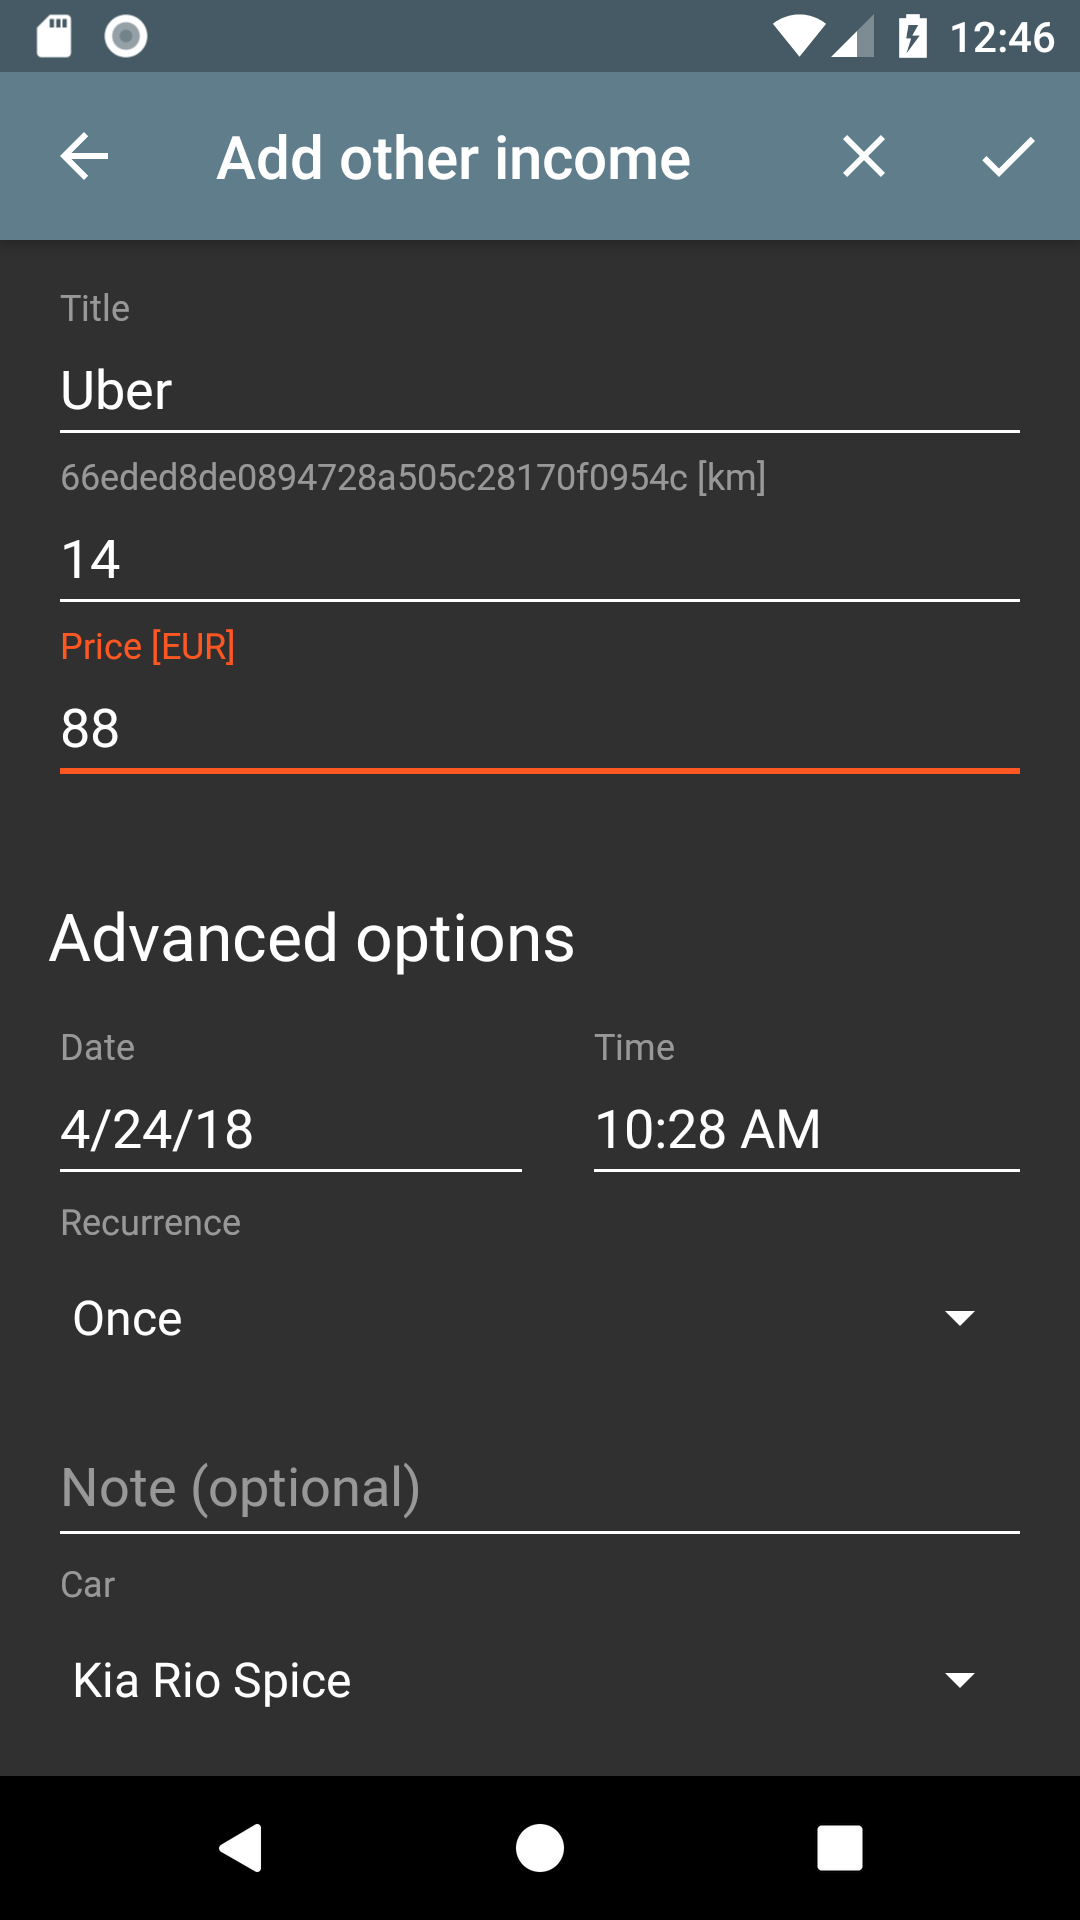 12:46
Add other income
Title
Uber
66eded8de0894728a505c28170f0954c [km]
14
Price [EUR]
88
Advanced options
Date Time
4/24/18 10:28 AM
Recurrence
Once
Note (optional)
Car
Kia Rio Spice